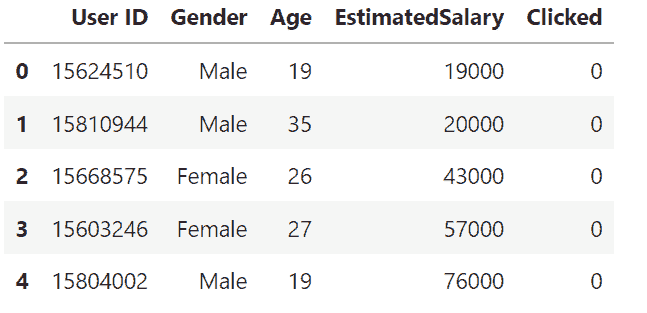 User ID Gender Age EstimatedSalary Clicked
0 15624510 Male 19 19000 0
1 15810944 Male 35 20000 0
2 15668575 Female 26 43000 0
3 15603246 Female 27 57000 0
4 15804002 Male 19 76000 0